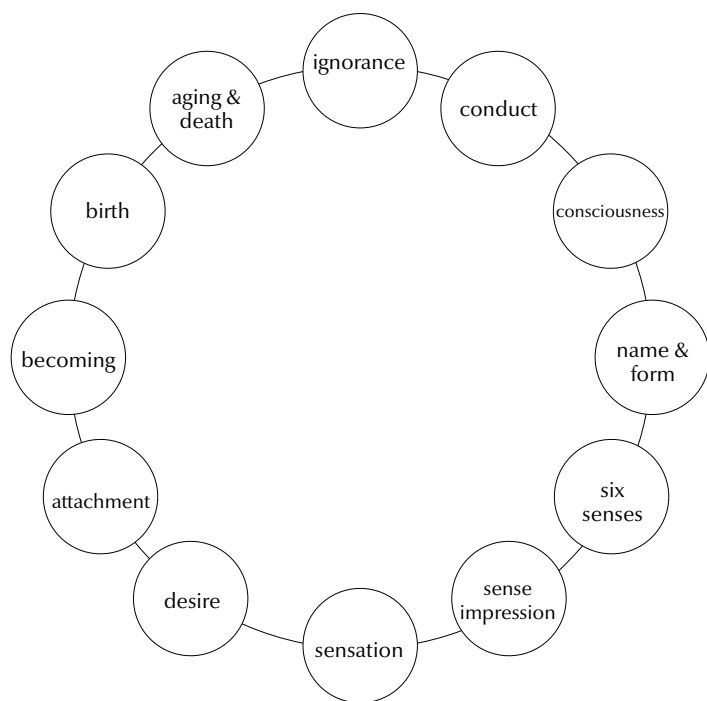 ignorance
conduct
consciousness
name &
form
six
senses
sense
impression
sensation
desire
attachment
becoming
birth
aging &
death